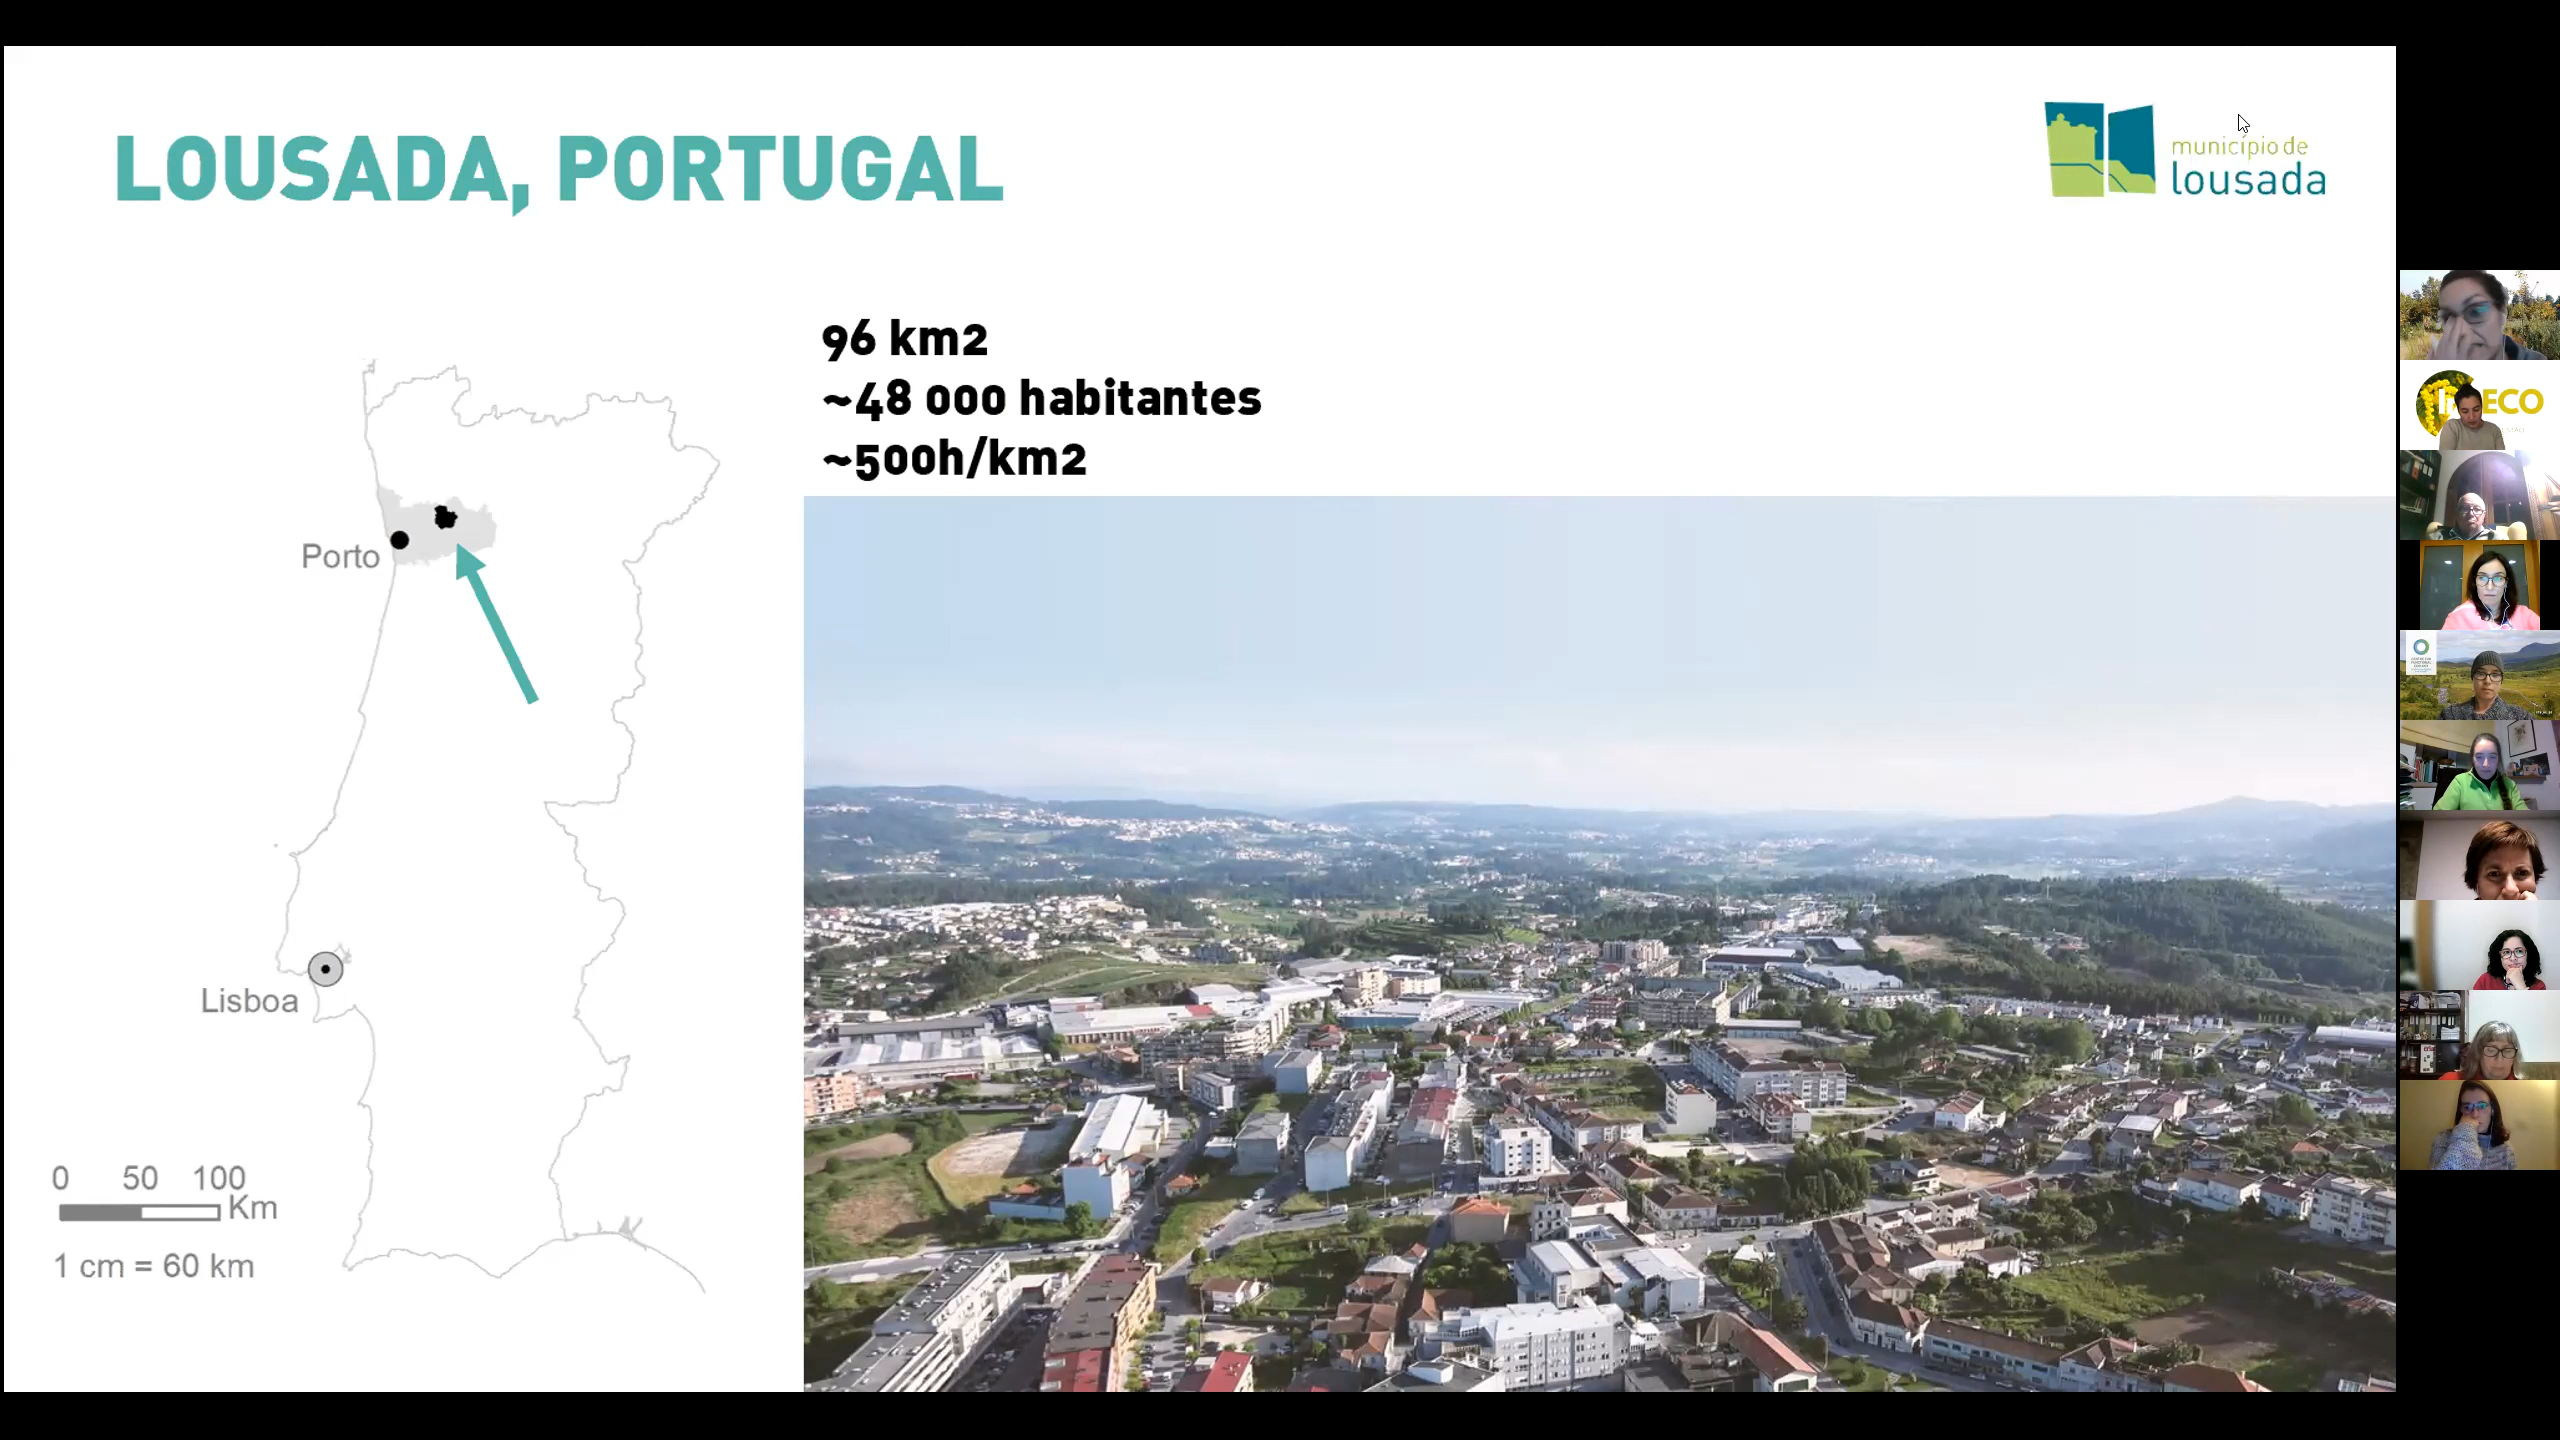 LOUSADA, PORTUGAL
município de
lousada
96 km2
~48 000 habitantes
~500h/km2
Porto
Lisboa
0 50 100
Km
1 cm = 60 km
ECO